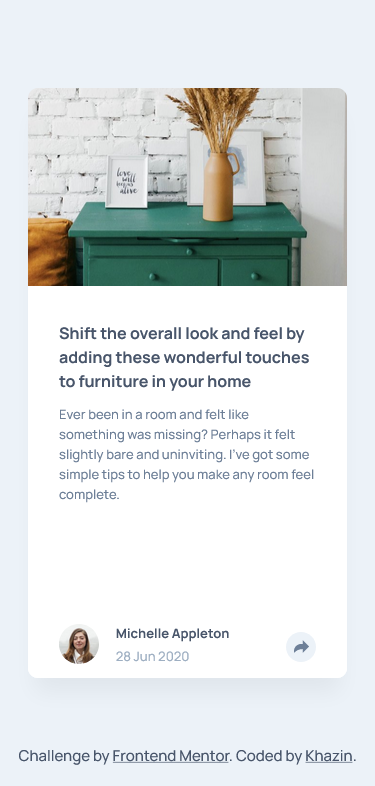 love
will
begin
alive
Shift the overall look and feel by
adding these wonderful touches
to furniture in your home
Ever been in a room and felt like
something was missing? Perhaps it felt
slightly bare and uninviting. I've got some
simple tips to help you make any room feel
complete.
Michelle Appleton
28 Jun 2020
Challenge by Frontend Mentor. Coded by Khazin.